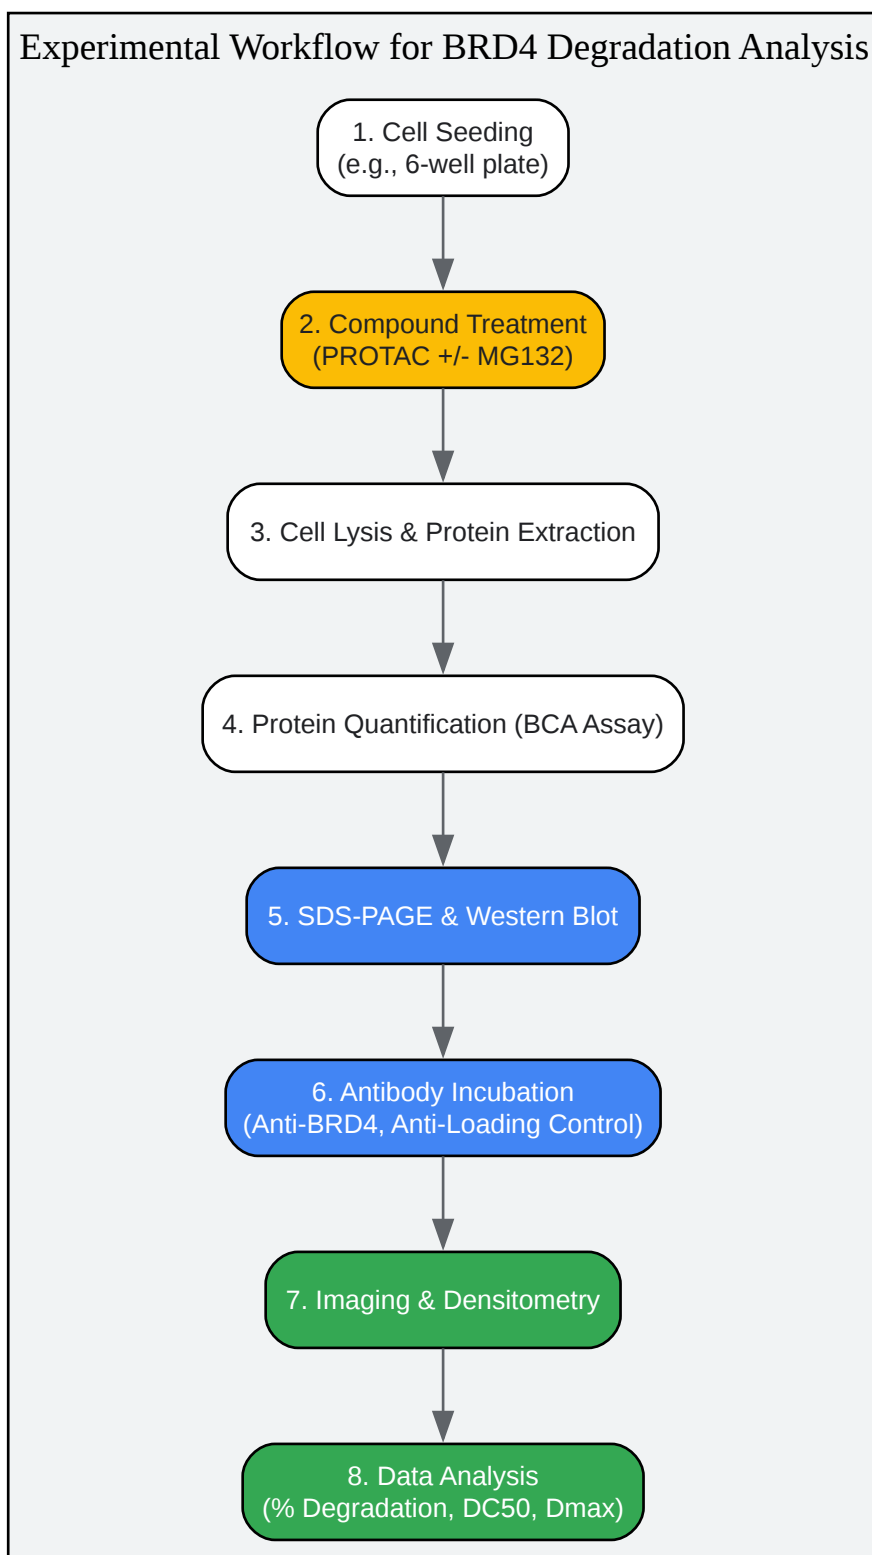 Experimental Workflow for BRD4 Degradation Analysis
1. Cell Seeding
(e.g., 6-well plate)
2. Compound Treatment
(PROTAC +/- MG132)
3. Cell Lysis & Protein Extraction
4. Protein Quantification (BCA Assay)
5. SDS-PAGE & Western Blot
6. Antibody Incubation
(Anti-BRD4, Anti-Loading Control)
7. Imaging & Densitometry
8. Data Analysis
(% Degradation, DC50, Dmax)